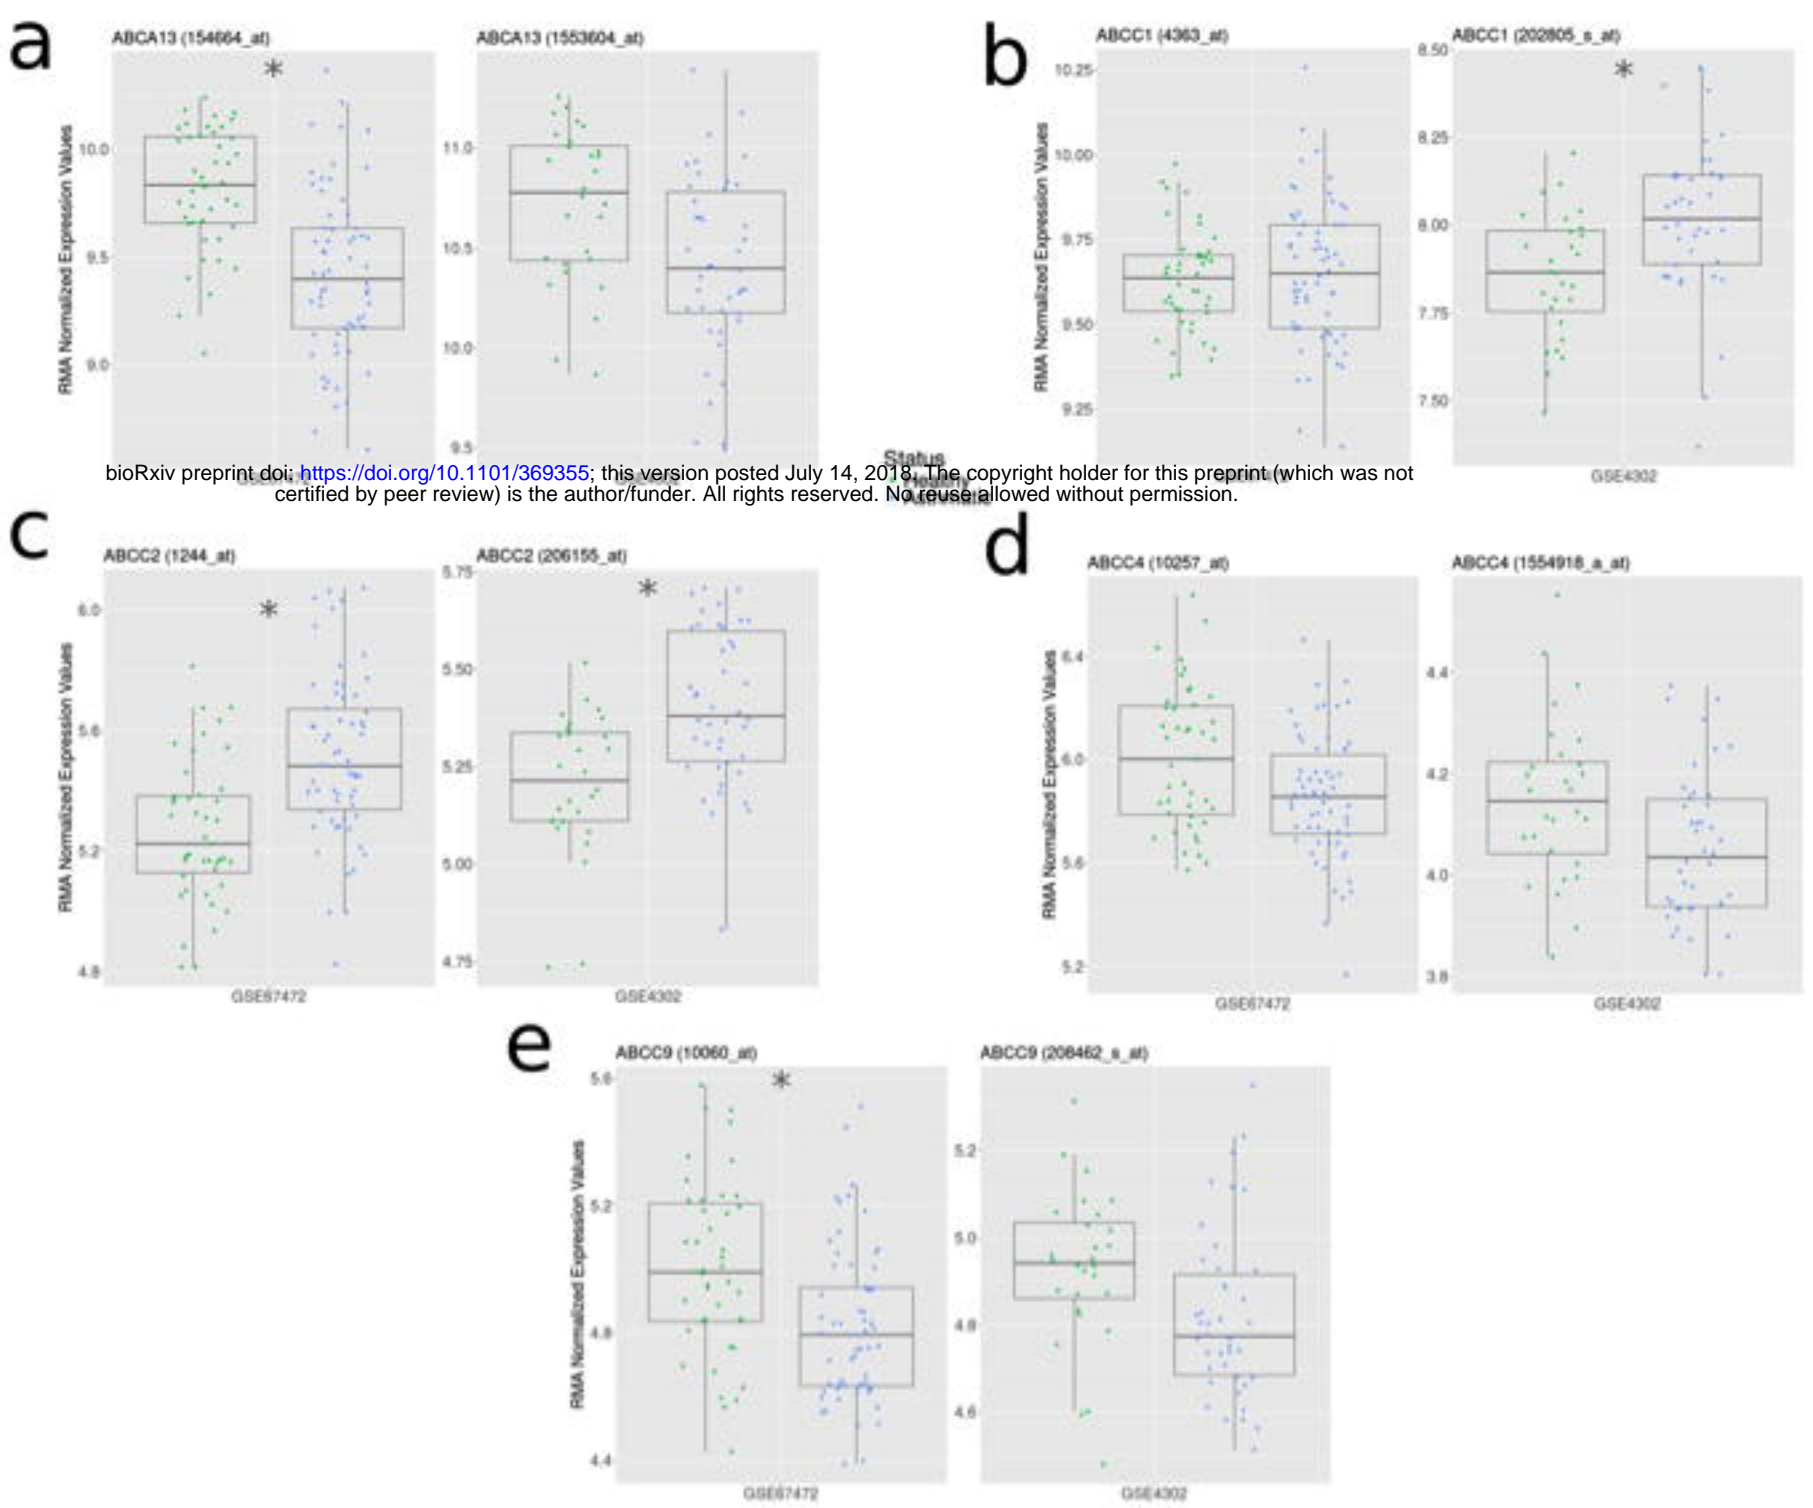 a
ABCA13 (154664_at)
ABCA13 (1553604_at)
*
RMA Normalized Expression Values
10.0
9.5
9.0
11.0
10.5
10.0
9.5
b
ABCC1 (4363_at)
ABCC1 (202805_s_at)
*
RMA Normalized Expression Values
10.25
10.00
9.75
9.50
9.25
8.50
8.25
8.00
7.75
7.50
GSE4302
Status
Healthy
bioRxiv preprint doi: https://doi.org/10.1101/369355; this version posted July 14, 2018. The copyright holder for this preprint (which was not
certified by peer review) is the author/funder. All rights reserved. No reuse allowed without permission.
c
ABCC2 (1244_at)
ABCC2 (206155_at)
*
*
RMA Normalized Expression Values
6.0
5.6
5.2
4.8
5.75
5.50
5.25
5.00
4.75
GSE67472
GSE4302
d
ABCC4 (10257_at)
ABCC4 (1554918_a_at)
RMA Normalized Expression Values
6.4
6.0
5.6
5.2
4.4
4.2
4.0
3.8
GSE67472
GSE4302
e
ABCC9 (10060_at)
ABCC9 (208462_s_at)
*
RMA Normalized Expression Values
5.6
5.2
4.8
4.4
5.2
5.0
4.8
4.6
GSE67472
GSE4302